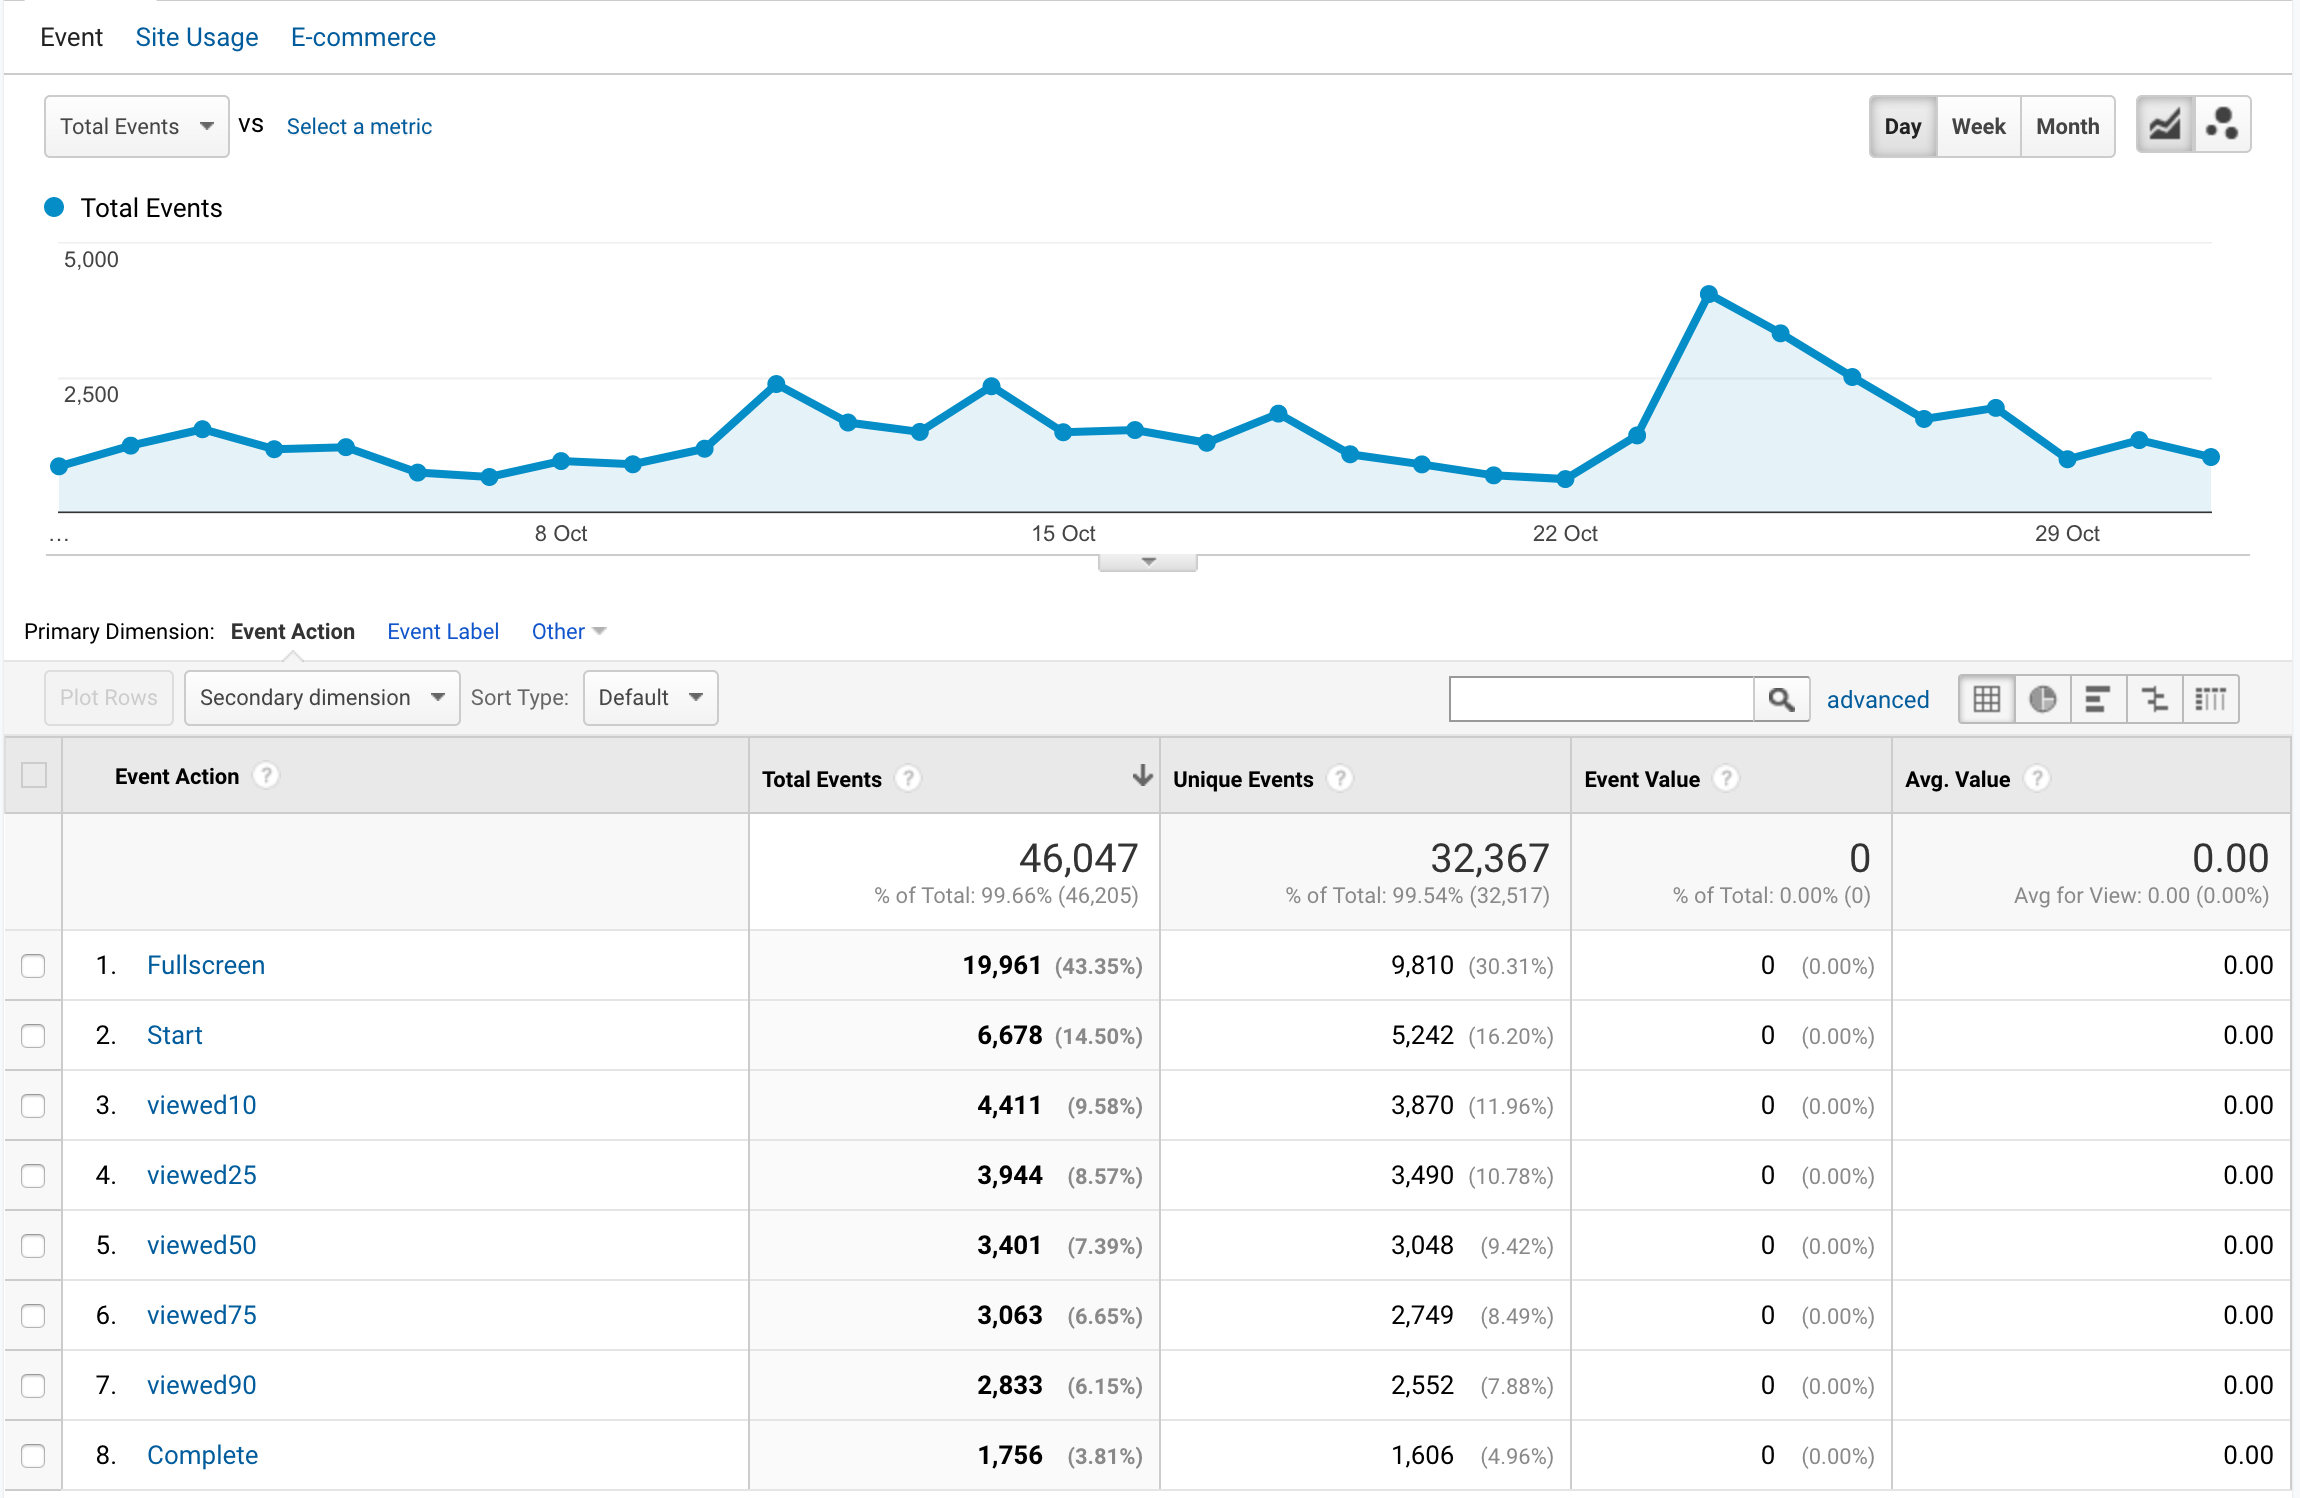 Event Site Usage E-commerce
Total Events VS Select a metric Day Week Month
Total Events
5,000
2,500
... 8 Oct 15 Oct 22 Oct 29 Oct
Primary Dimension: Event Action Event Label Other
Plot Rows Secondary dimension Sort Type: Default advanced
Event Action ? Total Events ? Unique Events ? Event Value ? Avg. Value ?
46,047 32,367 0 0.00
% of Total: 99.66% (46,205) % of Total: 99.54% (32,517) % of Total: 0.00% (0) Avg for View: 0.00 (0.00%)
1. Fullscreen 19,961 (43.35%) 9,810 (30.31%) 0 (0.00%) 0.00
2. Start 6,678 (14.50%) 5,242 (16.20%) 0 (0.00%) 0.00
3. viewed10 4,411 (9.58%) 3,870 (11.96%) 0 (0.00%) 0.00
4. viewed25 3,944 (8.57%) 3,490 (10.78%) 0 (0.00%) 0.00
5. viewed50 3,401 (7.39%) 3,048 (9.42%) 0 (0.00%) 0.00
6. viewed75 3,063 (6.65%) 2,749 (8.49%) 0 (0.00%) 0.00
7. viewed90 2,833 (6.15%) 2,552 (7.88%) 0 (0.00%) 0.00
8. Complete 1,756 (3.81%) 1,606 (4.96%) 0 (0.00%) 0.00